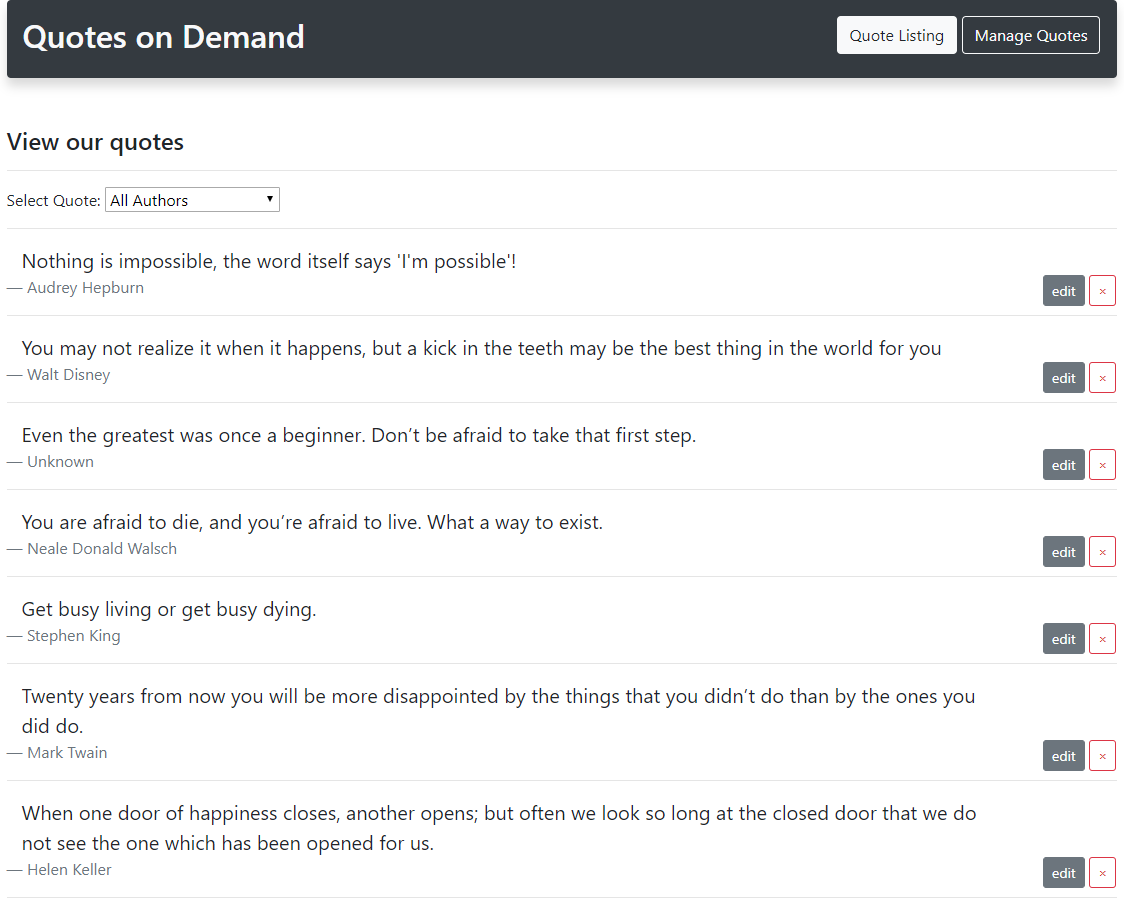 Quotes on Demand
Quote Listing
Manage Quotes
View our quotes
Select Quote: All Authors
Nothing is impossible, the word itself says 'I'm possible'!
— Audrey Hepburn
edit ×
You may not realize it when it happens, but a kick in the teeth may be the best thing in the world for you
— Walt Disney
edit ×
Even the greatest was once a beginner. Don’t be afraid to take that first step.
— Unknown
edit ×
You are afraid to die, and you’re afraid to live. What a way to exist.
— Neale Donald Walsch
edit ×
Get busy living or get busy dying.
— Stephen King
edit ×
Twenty years from now you will be more disappointed by the things that you didn’t do than by the ones you
did do.
— Mark Twain
edit ×
When one door of happiness closes, another opens; but often we look so long at the closed door that we do
not see the one which has been opened for us.
— Helen Keller
edit ×